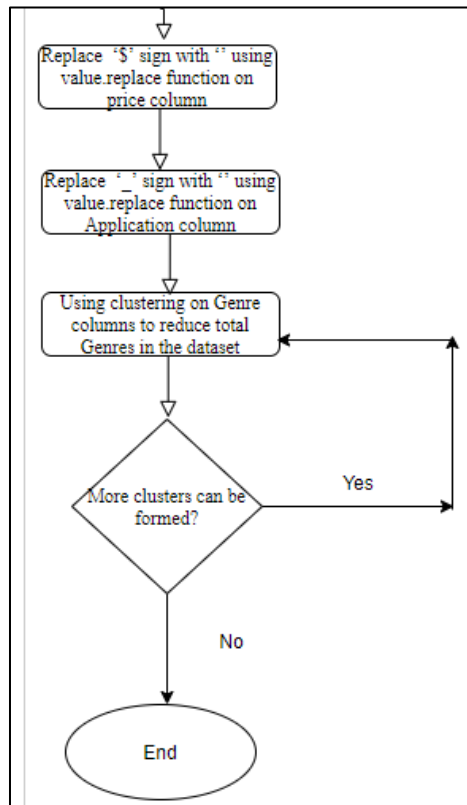 Replace ‘$’ sign with ‘’ using
value.replace function on
price column
Replace ‘_’ sign with ‘’ using
value.replace function on
Application column
Using clustering on Genre
columns to reduce total
Genres in the dataset
More clusters can be
formed?
Yes
No
End